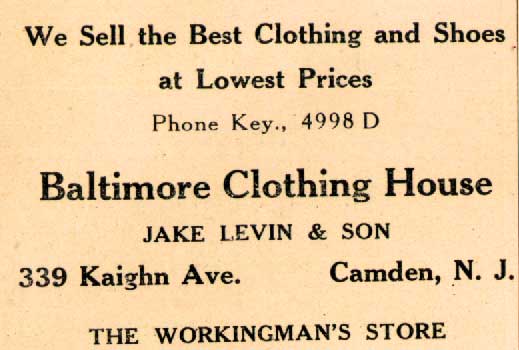 We Sell the Best Clothing and Shoes
at Lowest Prices
Phone Key., 4998 D
Baltimore Clothing House
JAKE LEVIN & SON
339 Kaighn Ave. Camden, N. J.
THE WORKINGMAN'S STORE